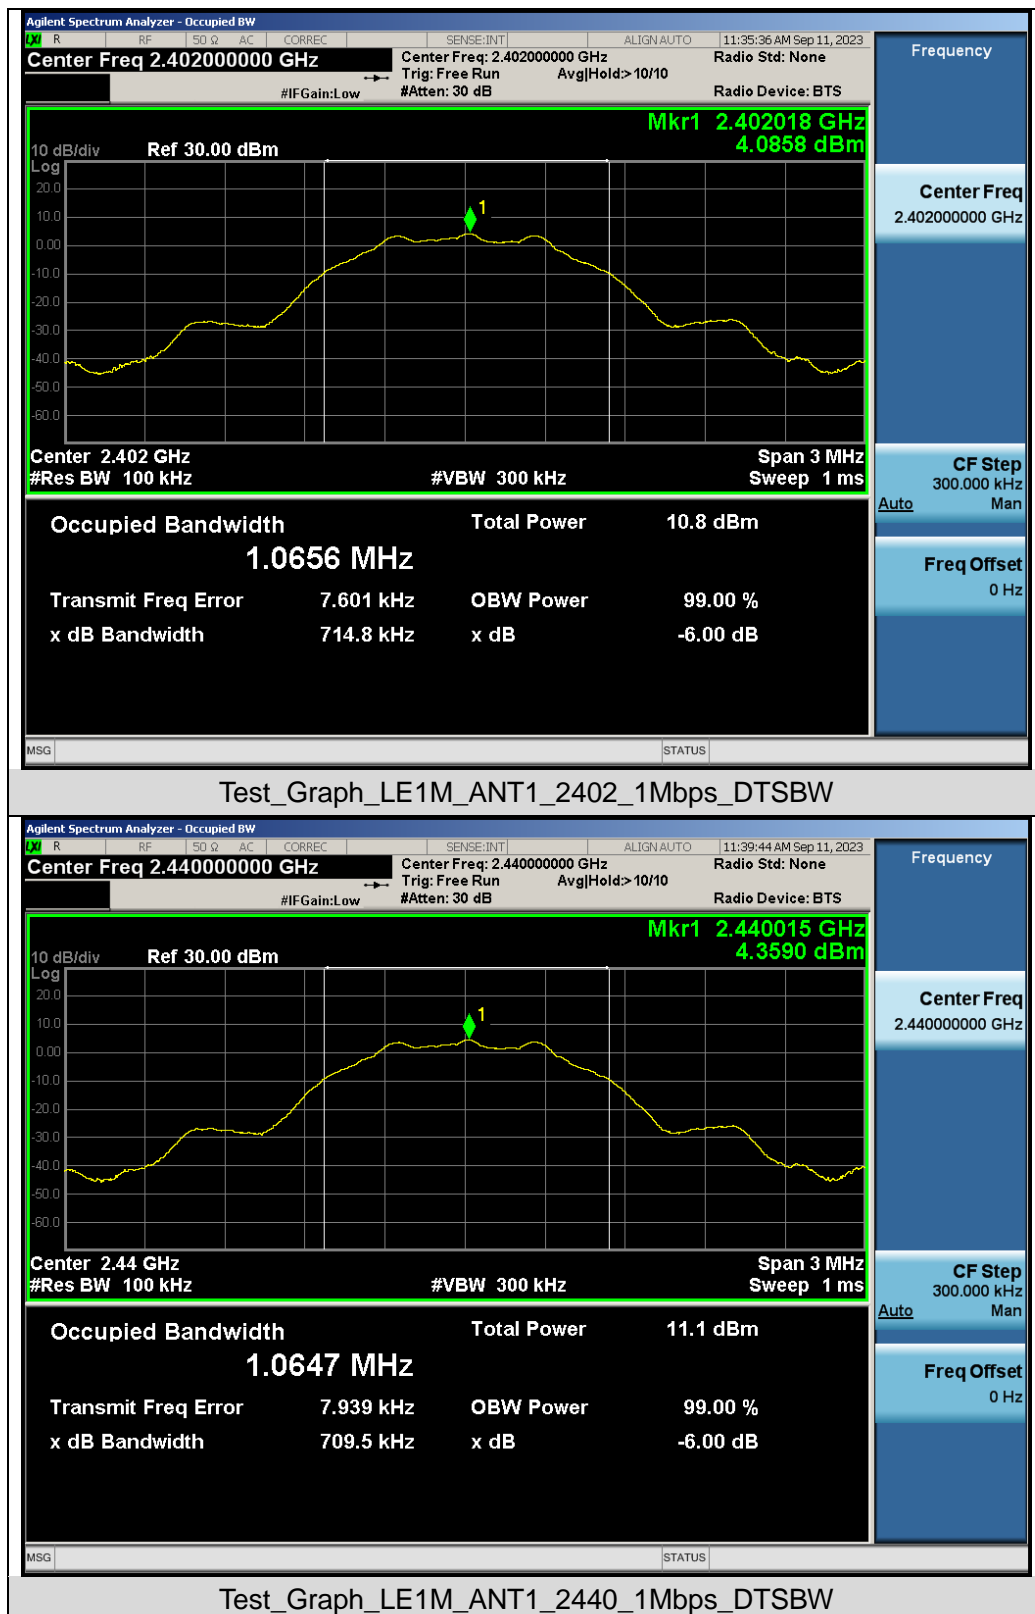 Agilent Spectrum Analyzer - Occupied BW
LXI R RF 50 Ω AC CORREC SENSE:INT ALIGN AUTO 11:35:36 AM Sep 11, 2023
Center Freq 2.402000000 GHz Center Freq: 2.402000000 GHz Radio Std: None
Trig: Free Run Avg|Hold:>10/10
#IFGain:Low #Atten: 30 dB Radio Device: BTS
Frequency
Mkr1 2.402018 GHz
4.0858 dBm
10 dB/div Ref 30.00 dBm
Log
20.0
10.0
1
0.00
-10.0
-20.0
-30.0
-40.0
-50.0
-60.0
Center Freq
2.402000000 GHz
Center 2.402 GHz Span 3 MHz
#Res BW 100 kHz #VBW 300 kHz Sweep 1 ms
CF Step
300.000 kHz
Auto Man
Occupied Bandwidth Total Power 10.8 dBm
1.0656 MHz
Freq Offset
0 Hz
Transmit Freq Error 7.601 kHz OBW Power 99.00 %
x dB Bandwidth 714.8 kHz x dB -6.00 dB
MSG STATUS
Test_Graph_LE1M_ANT1_2402_1Mbps_DTSBW
Agilent Spectrum Analyzer - Occupied BW
LXI R RF 50 Ω AC CORREC SENSE:INT ALIGN AUTO 11:39:44 AM Sep 11, 2023
Center Freq 2.440000000 GHz Center Freq: 2.440000000 GHz Radio Std: None
Trig: Free Run Avg|Hold:>10/10
#IFGain:Low #Atten: 30 dB Radio Device: BTS
Frequency
Mkr1 2.440015 GHz
4.3590 dBm
10 dB/div Ref 30.00 dBm
Log
20.0
10.0
1
0.00
-10.0
-20.0
-30.0
-40.0
-50.0
-60.0
Center Freq
2.440000000 GHz
Center 2.44 GHz Span 3 MHz
#Res BW 100 kHz #VBW 300 kHz Sweep 1 ms
CF Step
300.000 kHz
Auto Man
Occupied Bandwidth Total Power 11.1 dBm
1.0647 MHz
Freq Offset
0 Hz
Transmit Freq Error 7.939 kHz OBW Power 99.00 %
x dB Bandwidth 709.5 kHz x dB -6.00 dB
MSG STATUS
Test_Graph_LE1M_ANT1_2440_1Mbps_DTSBW